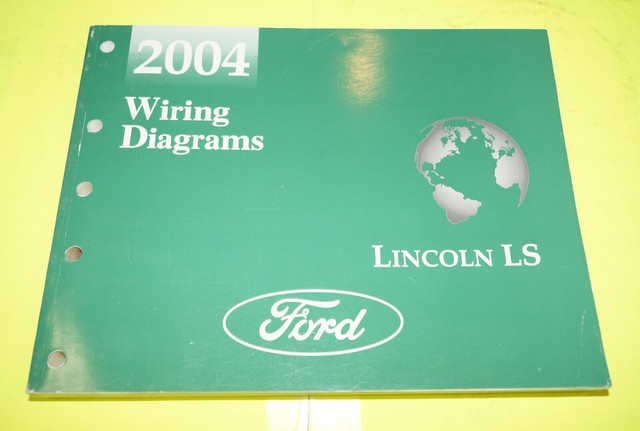 2004
Wiring
Diagrams
LINCOLN LS
Ford